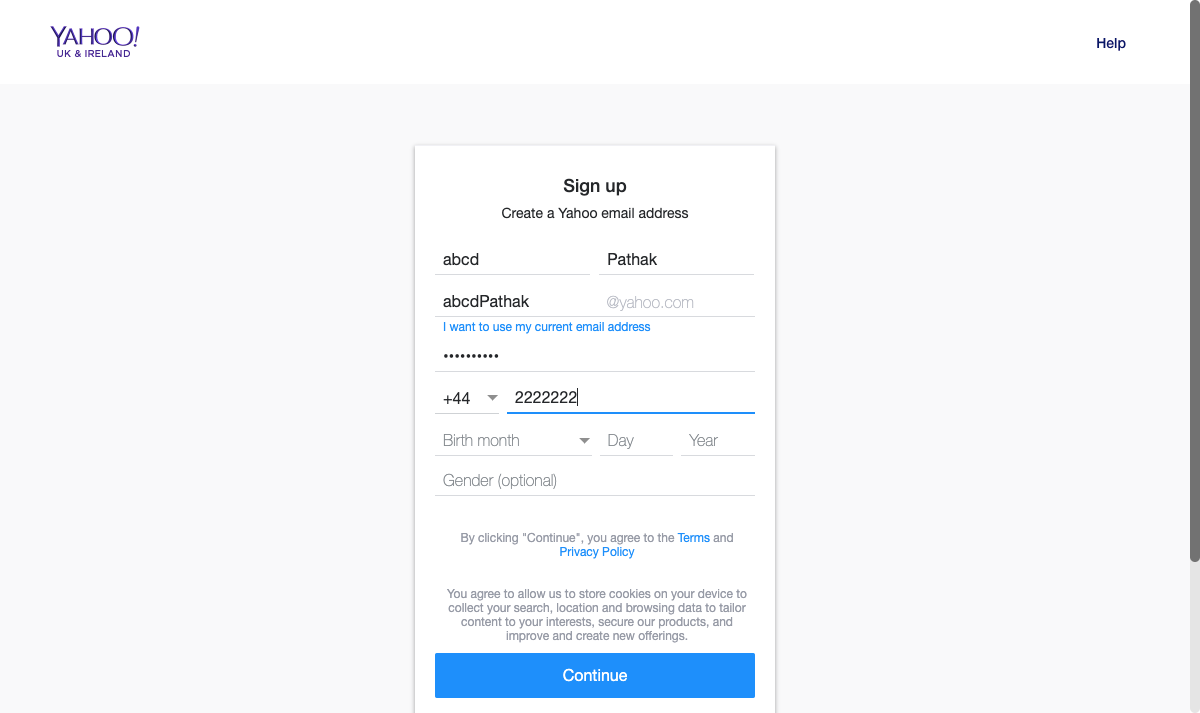 YAHOO!
UK & IRELAND
Help
Sign up
Create a Yahoo email address
abcd Pathak
abcdPathak @yahoo.com
I want to use my current email address
••••••••••
+44 2222222
Birth month Day Year
Gender (optional)
By clicking "Continue", you agree to the Terms and
Privacy Policy
You agree to allow us to store cookies on your device to
collect your search, location and browsing data to tailor
content to your interests, secure our products, and
improve and create new offerings.
Continue